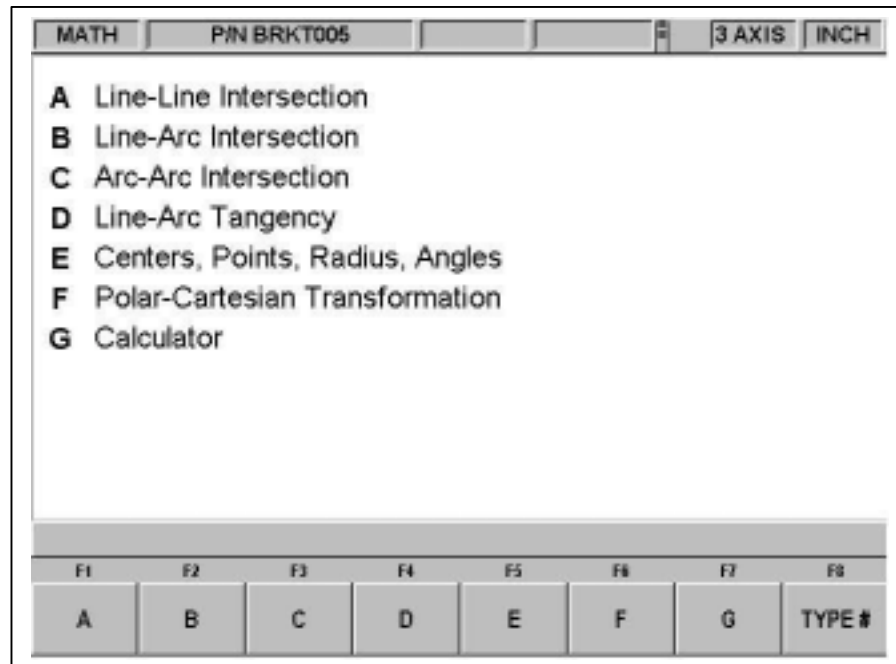 MATH P/N BRKT005 3 AXIS INCH
A Line-Line Intersection
B Line-Arc Intersection
C Arc-Arc Intersection
D Line-Arc Tangency
E Centers, Points, Radius, Angles
F Polar-Cartesian Transformation
G Calculator
F1 F2 F3 F4 F5 F6 F7 F8
A B C D E F G TYPE #